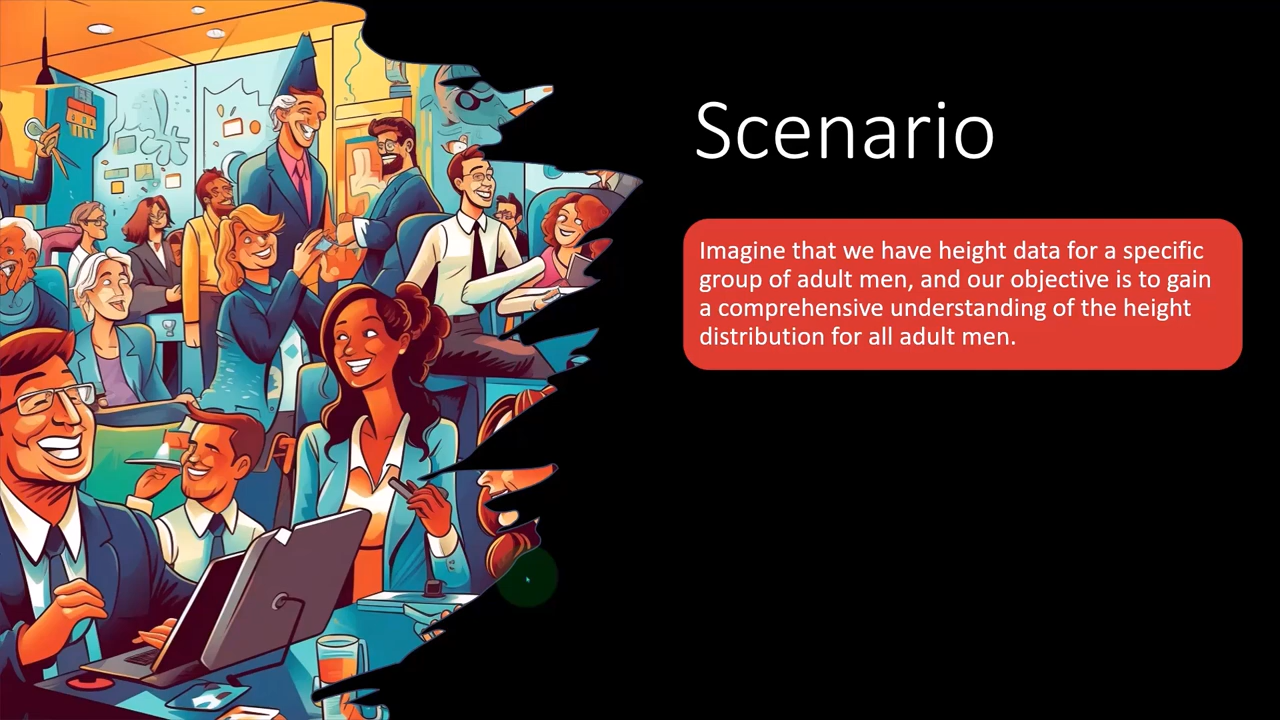 Scenario
Imagine that we have height data for a specific
group of adult men, and our objective is to gain
a comprehensive understanding of the height
distribution for all adult men.